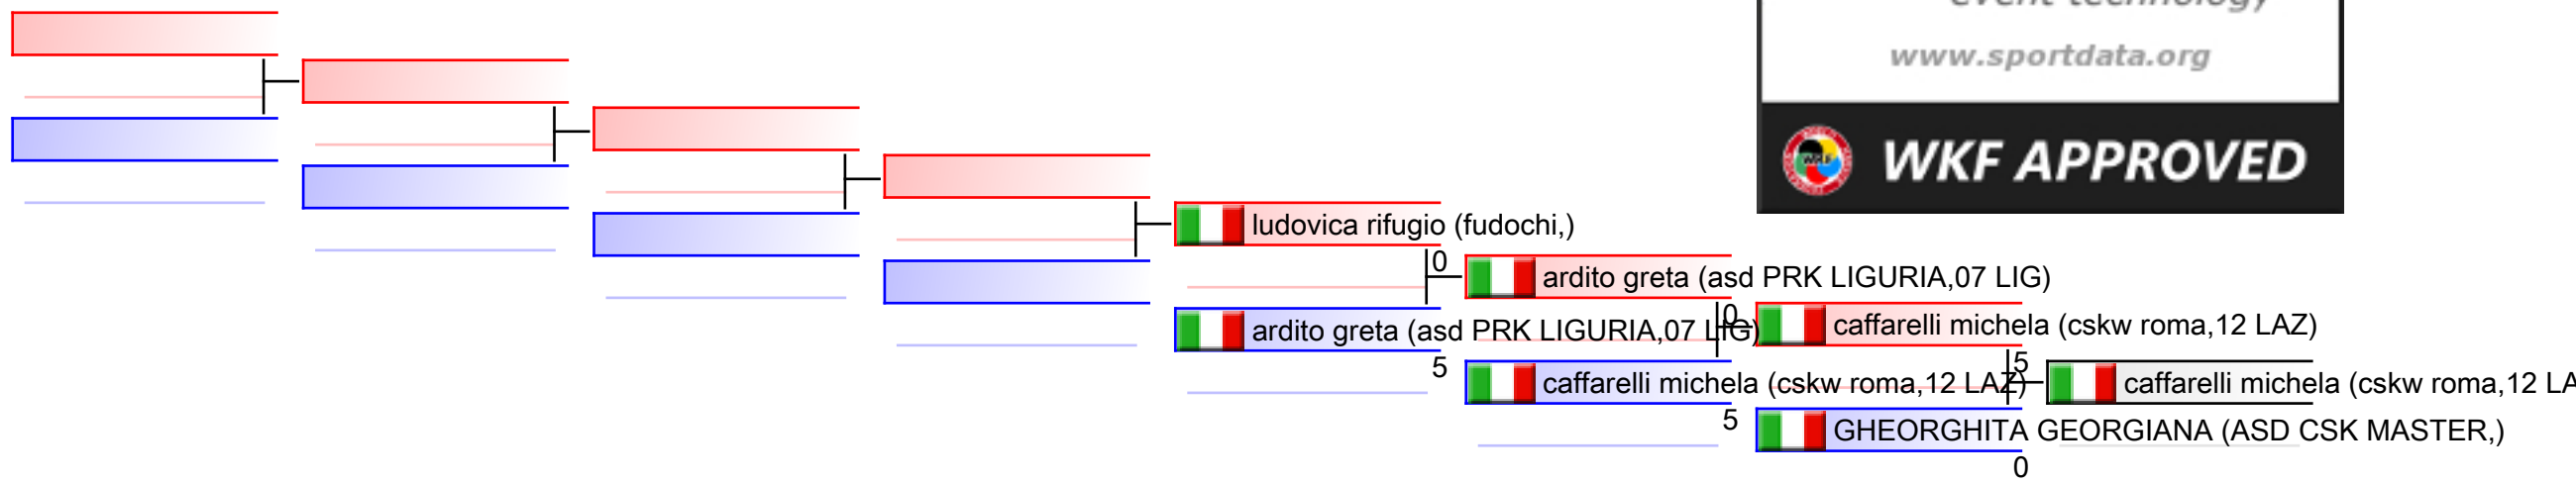 event technology
www.sportdata.org
WKF APPROVED
ludovica rifugio (fudochi,)
0
ardito greta (asd PRK LIGURIA,07 LIG)
0
caffarelli michela (cskw roma,12 LAZ)
ardito greta (asd PRK LIGURIA,07 LIG)
5
5
caffarelli michela (cskw roma,12 LAZ)
caffarelli michela (cskw roma,12 LA
5
GHEORGHITA GEORGIANA (ASD CSK MASTER,)
0